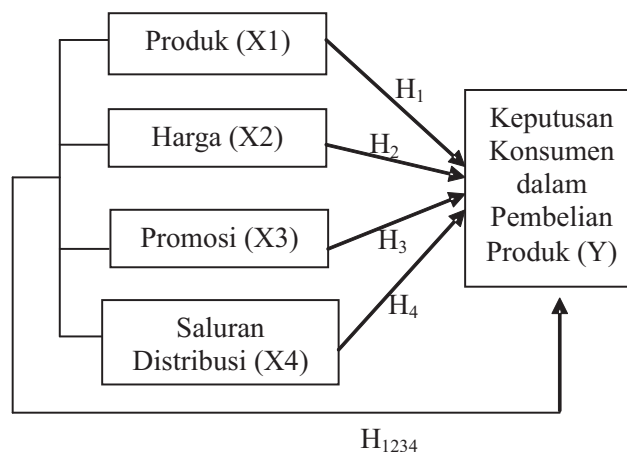 Produk (X1)
H1
Harga (X2)
H2
Keputusan
Konsumen
dalam
Pembelian
Produk (Y)
Promosi (X3)
H3
Saluran
Distribusi (X4)
H4
H1234